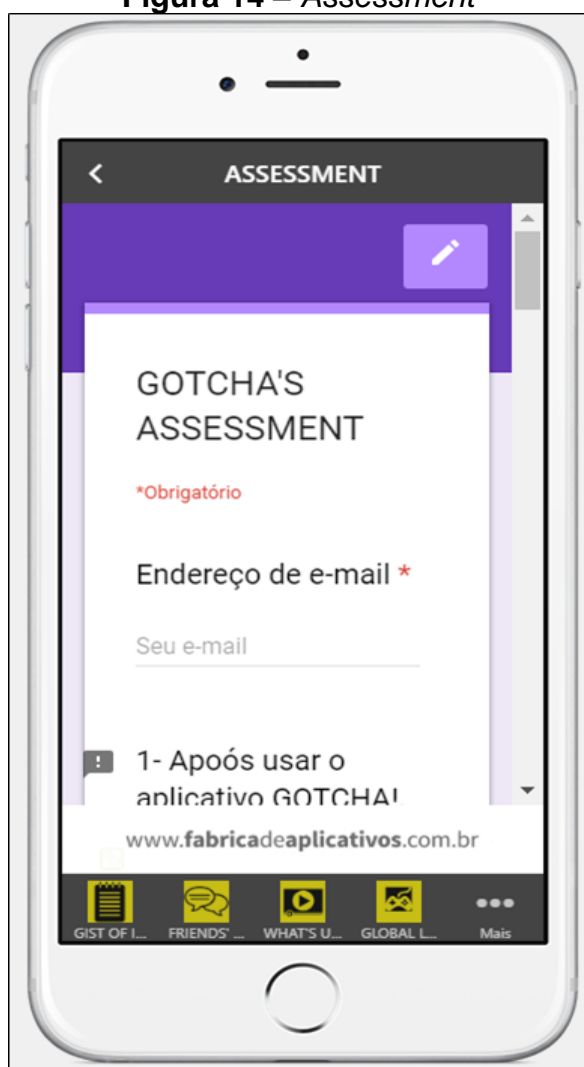 Figura 14 – Assessment
ASSESSMENT
GOTCHA'S
ASSESSMENT
*Obrigatório
Endereço de e-mail *
Seu e-mail
1- Apoós usar o
aplicativo GOTCHA!,
www.fabricadeaplicativos.com.br
GIST OF I... FRIENDS' ... WHAT'S U... GLOBAL L... Mais